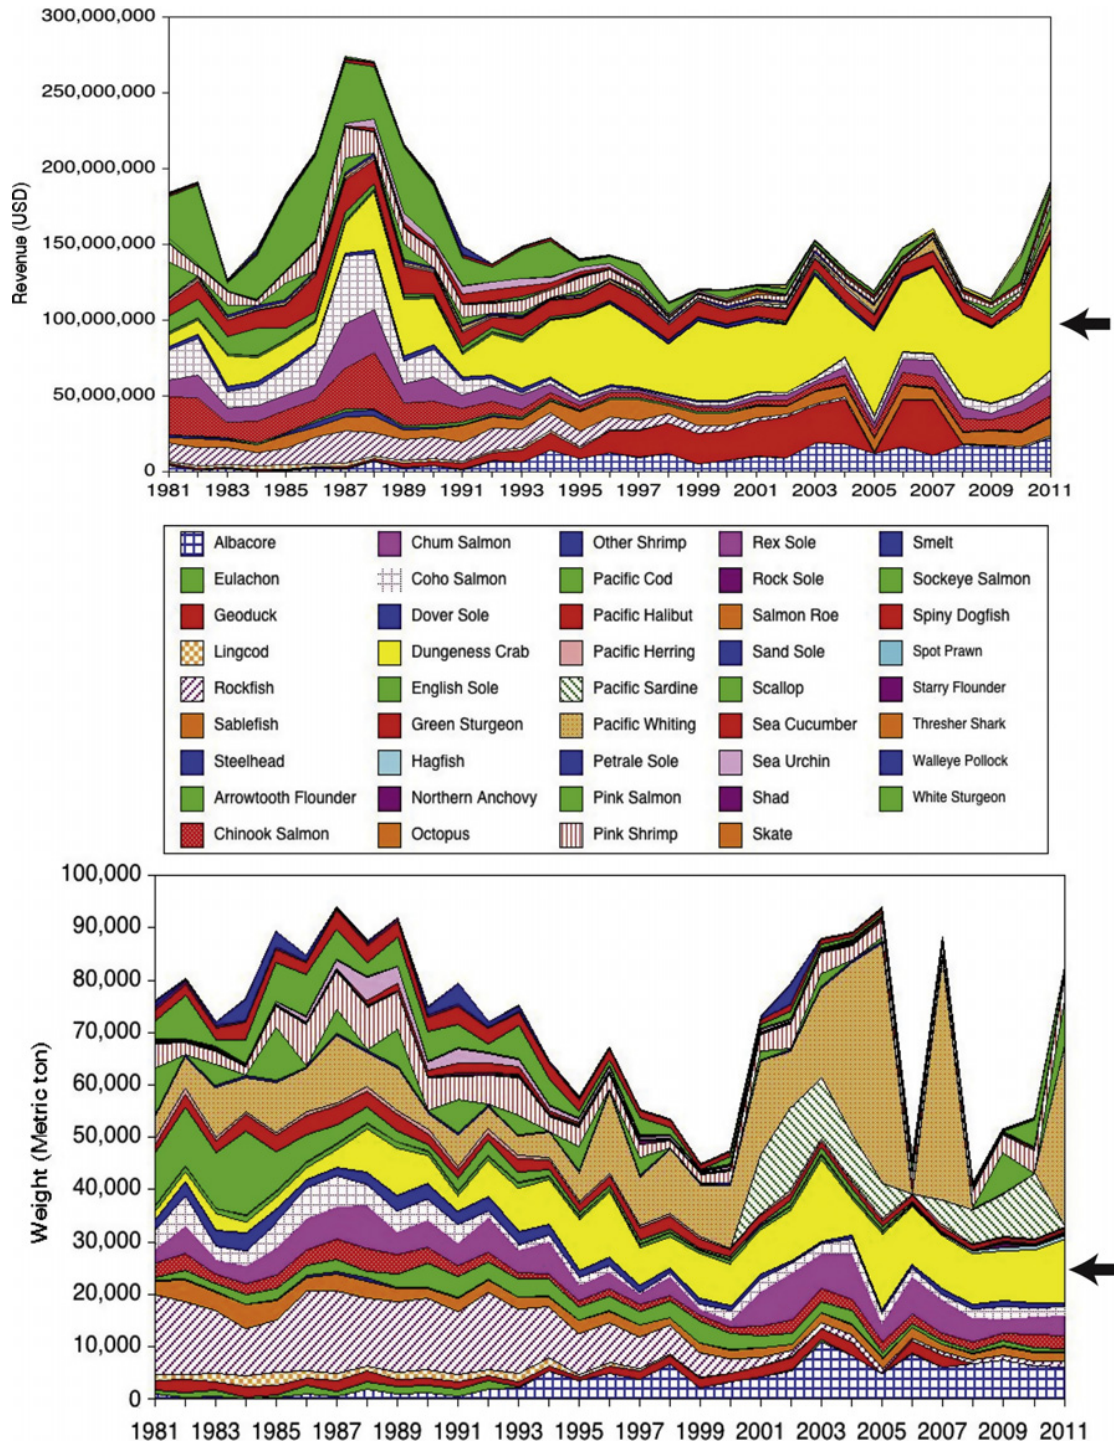 300,000,000
250,000,000
200,000,000
150,000,000
100,000,000
50,000,000
0
Revenue (USD)
1981 1983 1985 1987 1989 1991 1993 1995 1997 1999 2001 2003 2005 2007 2009 2011
Albacore Chum Salmon Other Shrimp Rex Sole Smelt
Eulachon Coho Salmon Pacific Cod Rock Sole Sockeye Salmon
Geoduck Dover Sole Pacific Halibut Salmon Roe Spiny Dogfish
Lingcod Dungeness Crab Pacific Herring Sand Sole Spot Prawn
Rockfish English Sole Pacific Sardine Scallop Starry Flounder
Sablefish Green Sturgeon Pacific Whiting Sea Cucumber Thresher Shark
Steelhead Hagfish Petrale Sole Sea Urchin Walleye Pollock
Arrowtooth Flounder Northern Anchovy Pink Salmon Shad White Sturgeon
Chinook Salmon Octopus Pink Shrimp Skate
100,000
90,000
80,000
70,000
60,000
50,000
40,000
30,000
20,000
10,000
0
Weight (Metric ton)
1981 1983 1985 1987 1989 1991 1993 1995 1997 1999 2001 2003 2005 2007 2009 2011